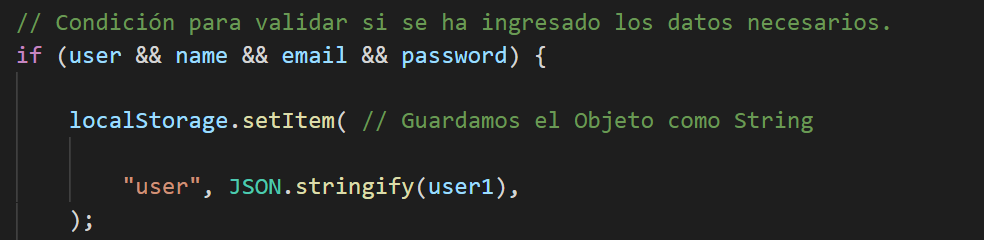 // Condición para validar si se ha ingresado los datos necesarios.
if (user && name && email && password) {
localStorage.setItem( // Guardamos el Objeto como String
"user", JSON.stringify(user1),
);